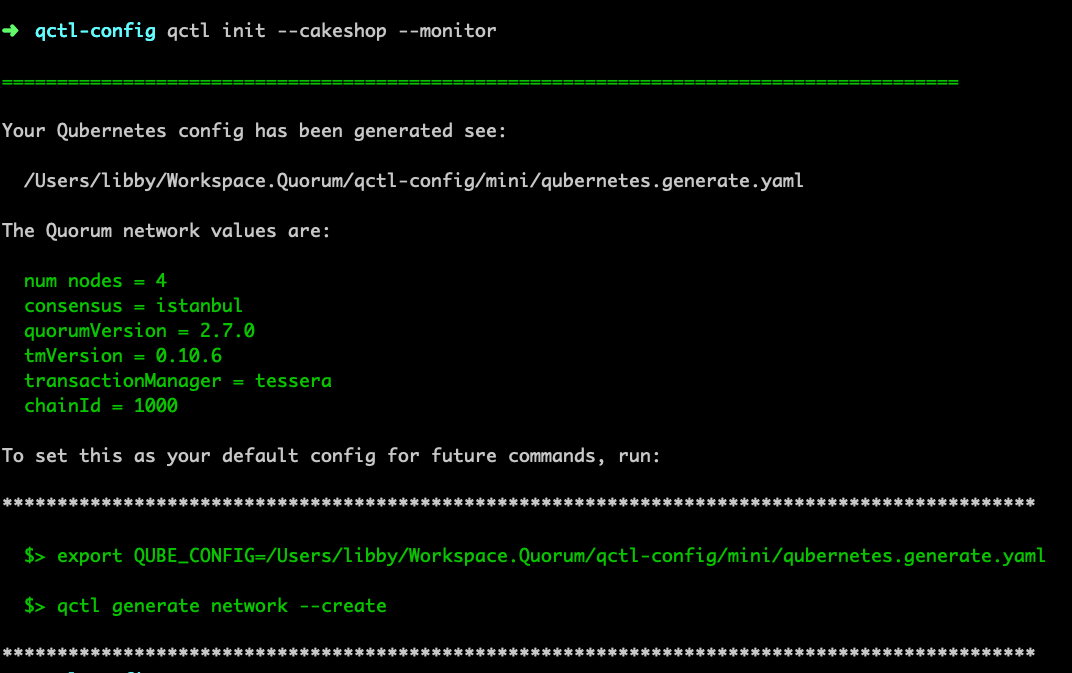 ➜ qctl-config qctl init --cakeshop --monitor
=======================================================================================
Your Qubernetes config has been generated see:
/Users/libby/Workspace.Quorum/qctl-config/mini/qubernetes.generate.yaml
The Quorum network values are:
num nodes = 4
consensus = istanbul
quorumVersion = 2.7.0
tmVersion = 0.10.6
transactionManager = tessera
chainId = 1000
To set this as your default config for future commands, run:
**********************************************************************************************
$> export QUBE_CONFIG=/Users/libby/Workspace.Quorum/qctl-config/mini/qubernetes.generate.yaml
$> qctl generate network --create
**********************************************************************************************